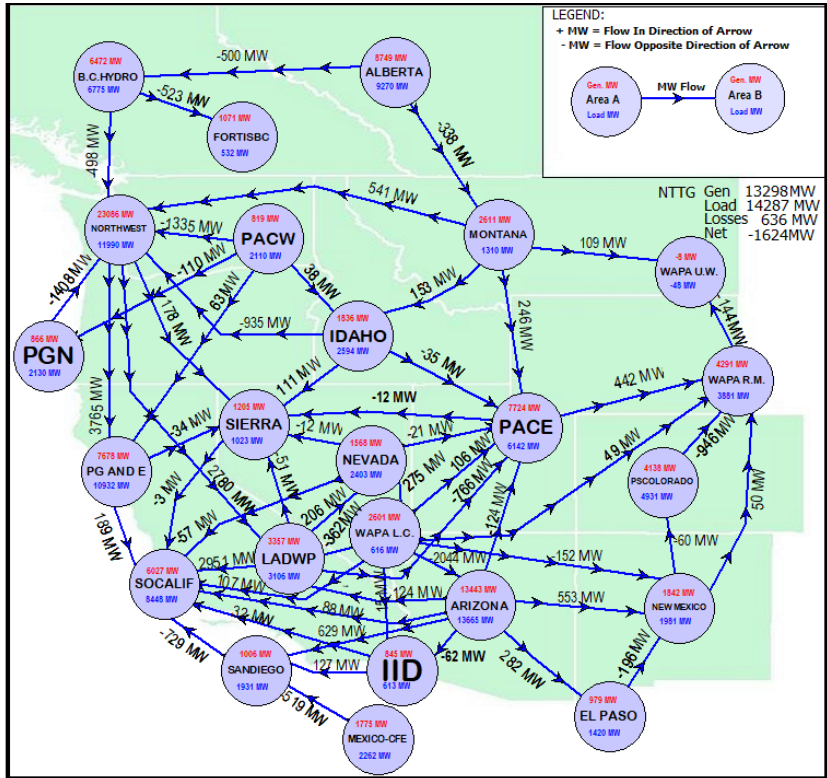 LEGEND:
+ MW = Flow In Direction of Arrow
- MW = Flow Opposite Direction of Arrow
Gen. MW
Area A
Load MW
MW Flow
Gen. MW
Area B
Load MW
NTTG Gen 13298MW
Load 14287 MW
Losses 636 MW
Net -1624MW
6472 MW
B.C.HYDRO
6775 MW
-500 MW
8749 MW
ALBERTA
9270 MW
-523 MW
1071 MW
FORTISBC
532 MW
-498 MW
-338 MW
541 MW
23086 MW
NORTHWEST
11990 MW
-1335 MW
819 MW
PACW
2110 MW
2611 MW
MONTANA
1310 MW
109 MW
-8 MW
WAPA U.W.
-48 MW
-1408 MW
-110 MW
63 MW
38 MW
153 MW
246 MW
144 MW
178 MW
-935 MW
1836 MW
IDAHO
2594 MW
-35 MW
866 MW
PGN
2130 MW
111 MW
442 MW
4291 MW
WAPA R.M.
3881 MW
3765 MW
-12 MW
1205 MW
SIERRA
1023 MW
7724 MW
PACE
6142 MW
-34 MW
-12 MW
-21 MW
7678 MW
PG AND E
10932 MW
1568 MW
NEVADA
2403 MW
-946 MW
4138 MW
PSCOLORADO
4931 MW
-3 MW
2780 MW
-51 MW
206 MW
275 MW
106 MW
-766 MW
49 MW
50 MW
189 MW
-57 MW
-362 MW
2601 MW
WAPA L.C.
616 MW
-124 MW
-60 MW
3357 MW
LADWP
3106 MW
2951 MW
2044 MW
-152 MW
6027 MW
SOCALIF
8448 MW
107 MW
-124 MW
13443 MW
ARIZONA
13665 MW
553 MW
1842 MW
NEW MEXICO
1981 MW
88 MW
32 MW
629 MW
-729 MW
1006 MW
SANDIEGO
1931 MW
127 MW
845 MW
IID
613 MW
-62 MW
282 MW
-196 MW
-519 MW
1775 MW
MEXICO-CFE
2262 MW
979 MW
EL PASO
1420 MW